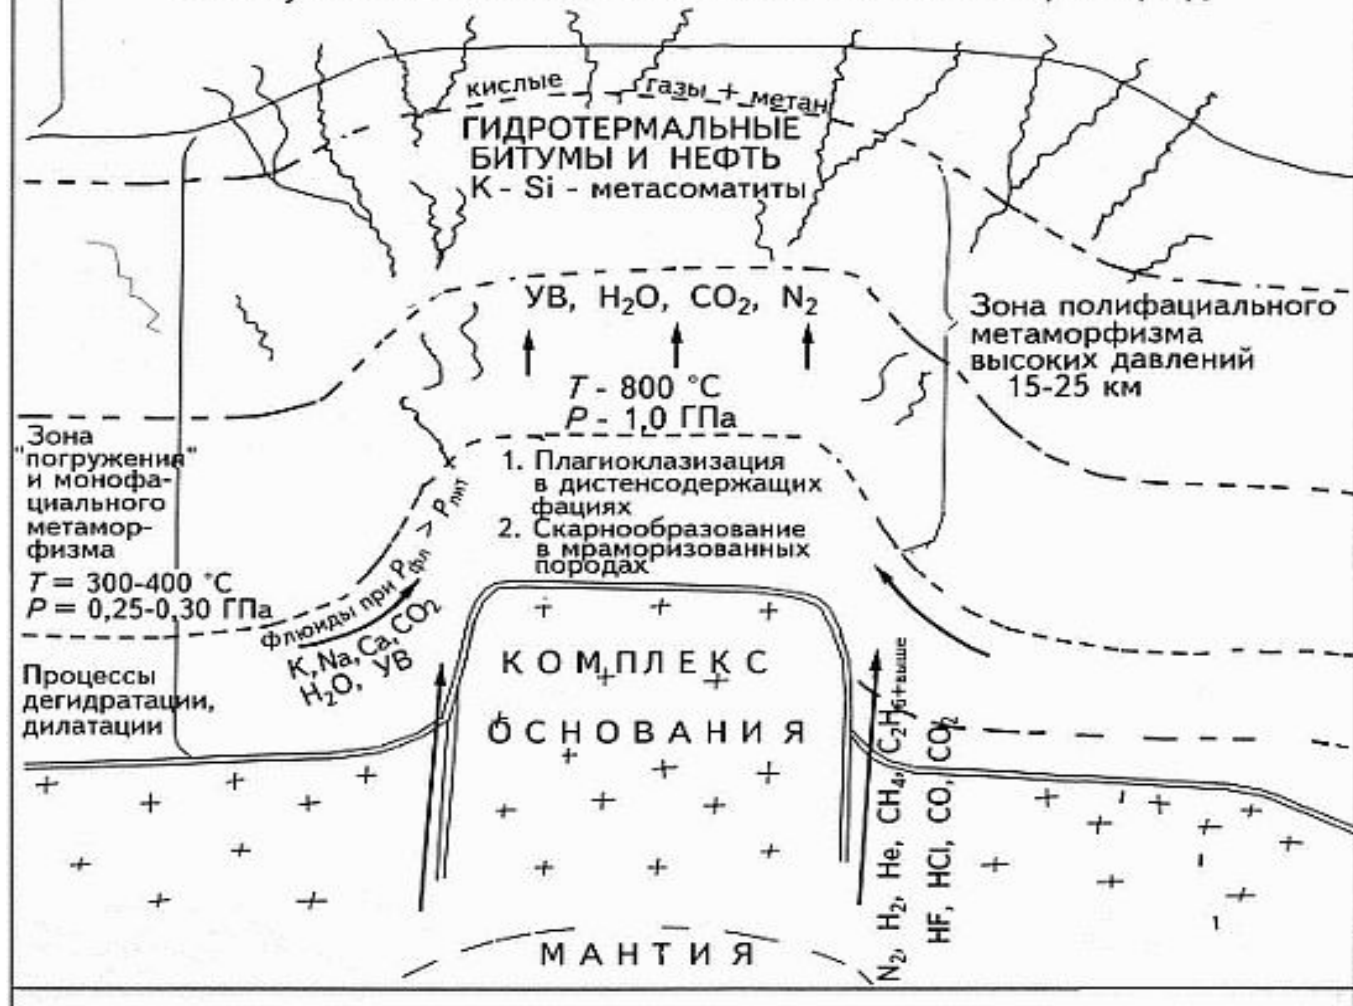 кислые газы + метан
ГИДРОТЕРМАЛЬНЫЕ
БИТУМЫ И НЕФТЬ
K - Si - метасоматиты
УВ, H₂O, CO₂, N₂
T - 800 °C
P - 1,0 ГПа
Зона полифациального
метаморфизма
высоких давлений
15-25 км
Зона
"погружения"
и монофа-
циального
метамор-
физма
T = 300-400 °C
P = 0,25-0,30 ГПа
1. Плагиоклазизация
в дистенсодержащих
фациях
2. Скарнообразование
в мраморизованных
породах
Флюиды при Pфл > Pлит
K, Na, Ca, CO₂
H₂O, УВ
Процессы
дегидратации,
дилатации
КОМПЛЕКС
ОСНОВАНИЯ
МАНТИЯ
N₂, H₂, He, CH₄, C₂H₆+выше
HF, HCl, CO, CO₂